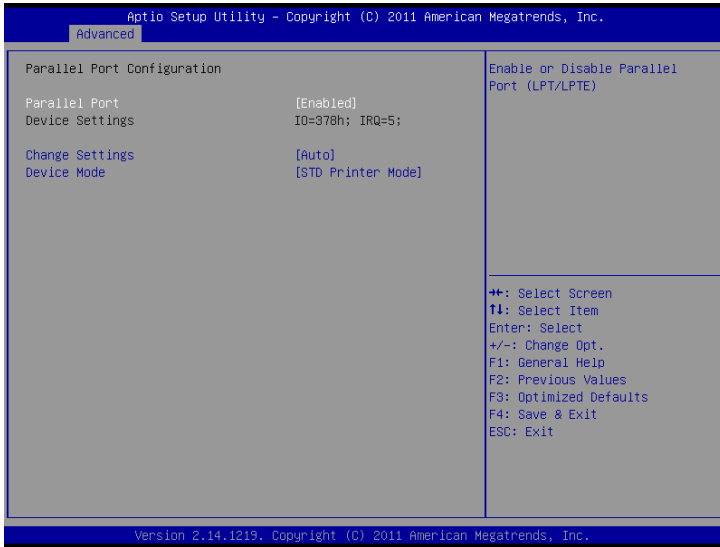 Aptio Setup Utility – Copyright (C) 2011 American Megatrends, Inc.
Advanced
Parallel Port Configuration
Parallel Port [Enabled]
Device Settings IO=378h; IRQ=5;
Change Settings [Auto]
Device Mode [STD Printer Mode]
Enable or Disable Parallel
Port (LPT/LPTE)
→←: Select Screen
↑↓: Select Item
Enter: Select
+/-: Change Opt.
F1: General Help
F2: Previous Values
F3: Optimized Defaults
F4: Save & Exit
ESC: Exit
Version 2.14.1219. Copyright (C) 2011 American Megatrends, Inc.